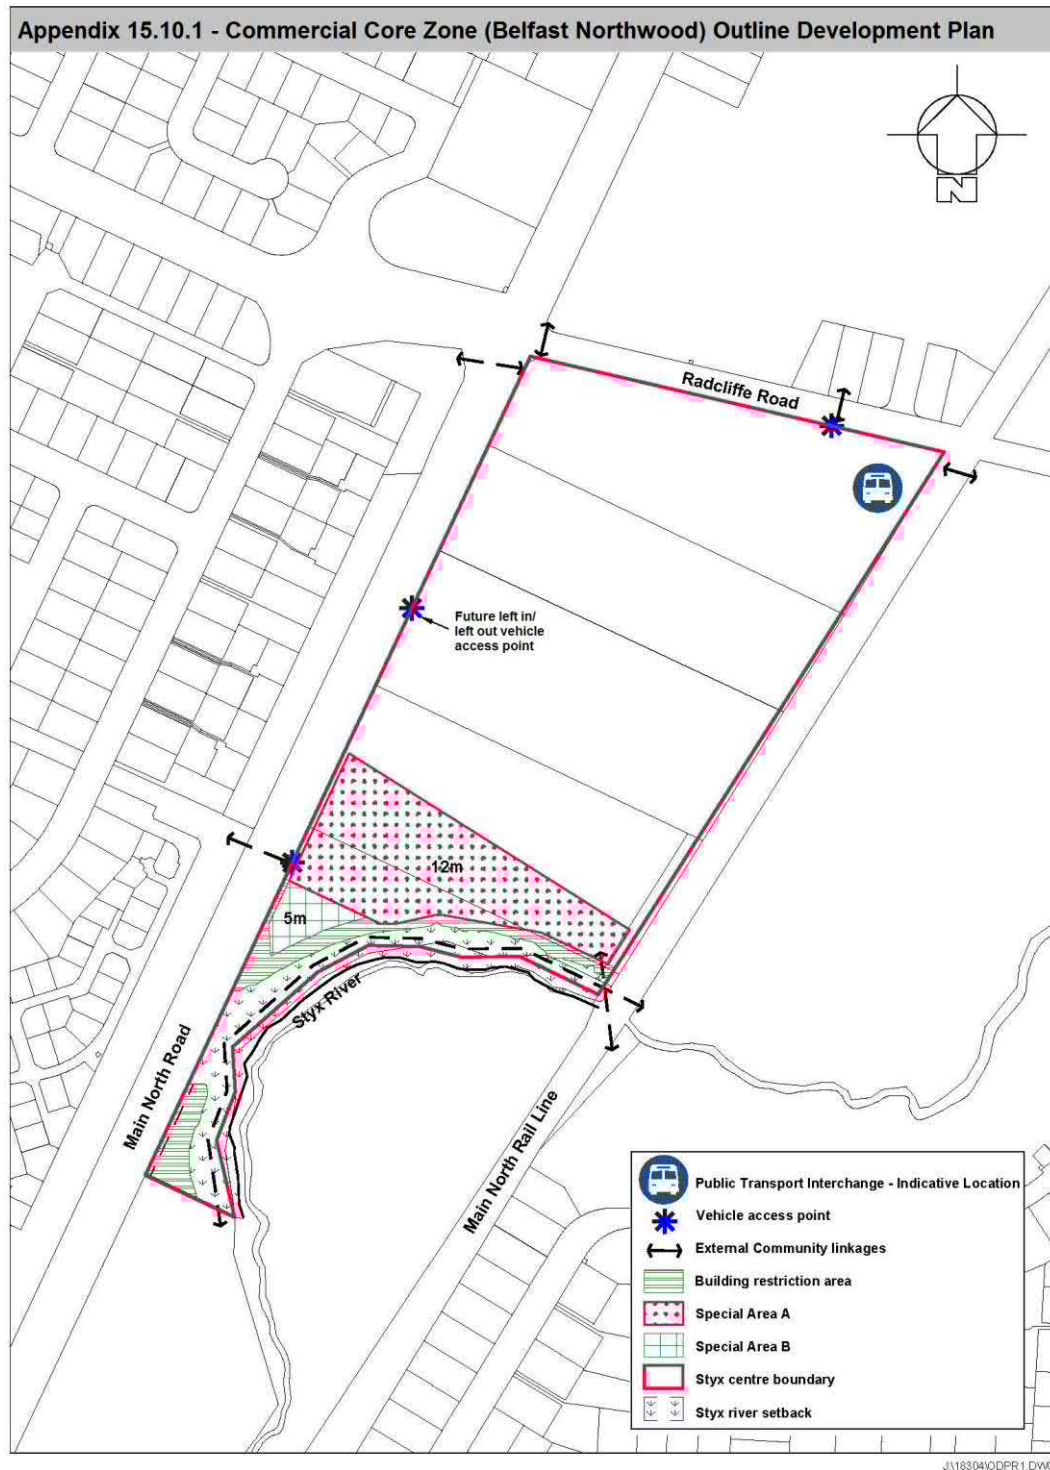 Appendix 15.10.1 - Commercial Core Zone (Belfast Northwood) Outline Development Plan
N
Radcliffe Road
Future left in/
left out vehicle
access point
12m
5m
Styx River
Main North Road
Main North Rail Line
Public Transport Interchange - Indicative Location
Vehicle access point
External Community linkages
Building restriction area
Special Area A
Special Area B
Styx centre boundary
Styx river setback
J:\18304\ODPR1.DWG